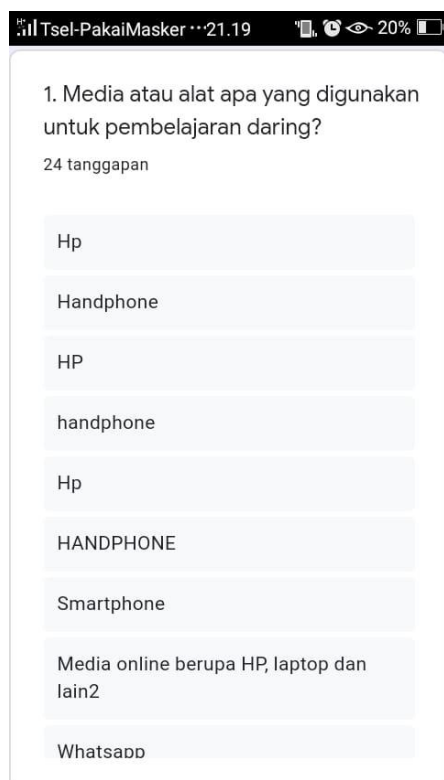 Tsel-PakaiMasker ···21.19 20%
1. Media atau alat apa yang digunakan
untuk pembelajaran daring?
24 tanggapan
Hp
Handphone
HP
handphone
Hp
HANDPHONE
Smartphone
Media online berupa HP, laptop dan
lain2
Whatsapp